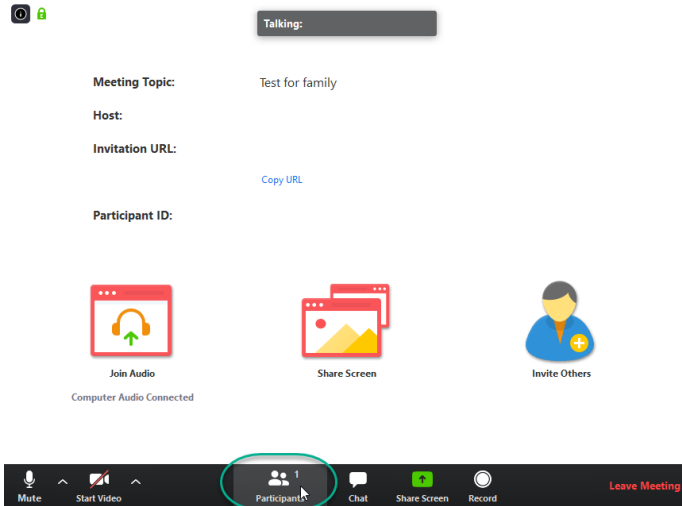 Talking:
Meeting Topic: Test for family
Host:
Invitation URL:
Copy URL
Participant ID:
Join Audio Share Screen Invite Others
Computer Audio Connected
1
Mute Start Video Participants Chat Share Screen Record Leave Meeting